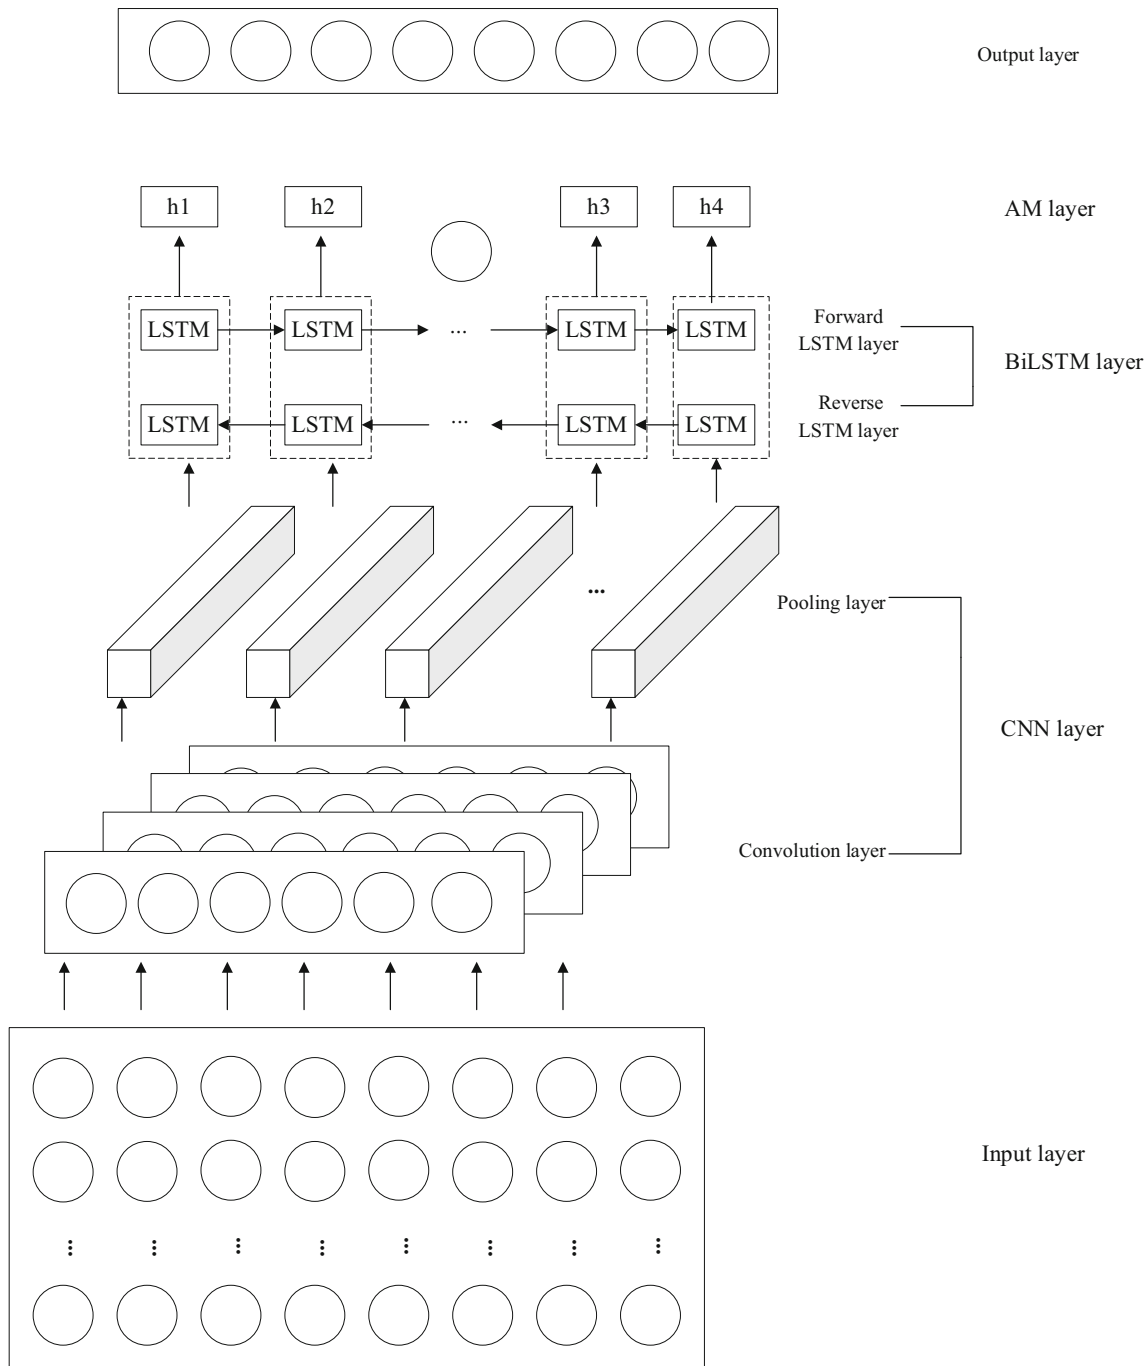 Output layer
h1 h2 h3 h4
AM layer
LSTM LSTM ... LSTM LSTM
Forward
LSTM layer
BiLSTM layer
LSTM LSTM ... LSTM LSTM
Reverse
LSTM layer
...
Pooling layer
CNN layer
Convolution layer
Input layer